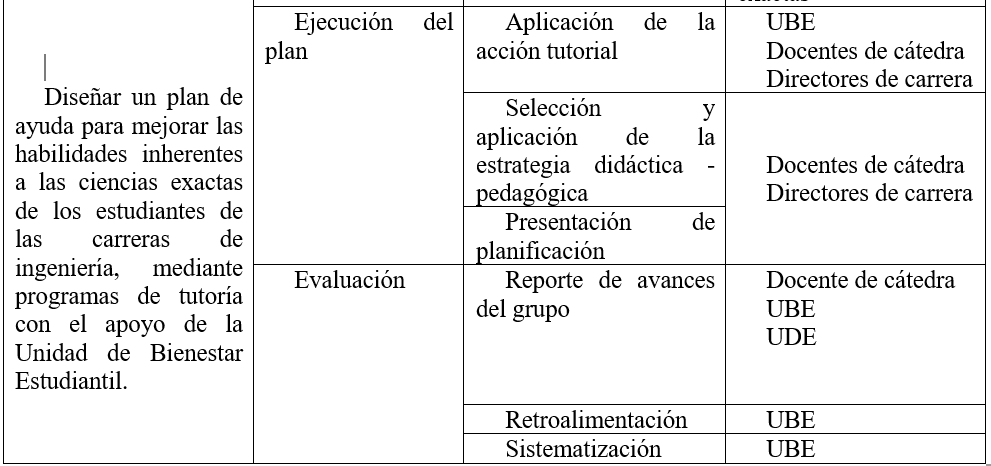 Diseñar un plan de
ayuda para mejorar las
habilidades inherentes
a las ciencias exactas
de los estudiantes de
las carreras de
ingeniería, mediante
programas de tutoría
con el apoyo de la
Unidad de Bienestar
Estudiantil.
Ejecución del
plan
Aplicación de la
acción tutorial
UBE
Docentes de cátedra
Directores de carrera
Selección y
aplicación de la
estrategia didáctica -
pedagógica
Docentes de cátedra
Directores de carrera
Presentación de
planificación
Evaluación
Reporte de avances
del grupo
Docente de cátedra
UBE
UDE
Retroalimentación
UBE
Sistematización
UBE